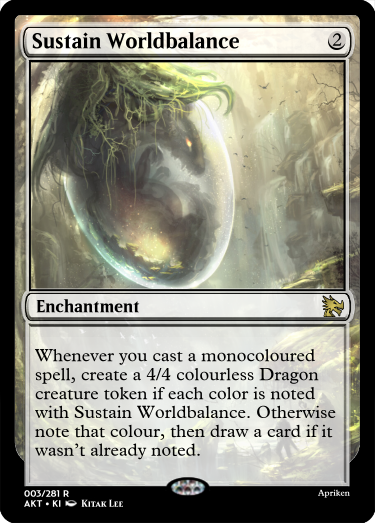 Sustain Worldbalance 2
Enchantment
Whenever you cast a monocoloured
spell, create a 4/4 colourless Dragon
creature token if each color is noted
with Sustain Worldbalance. Otherwise
note that colour, then draw a card if it
wasn't already noted.
003/281 R
AKT • KI Kitak Lee
Apriken